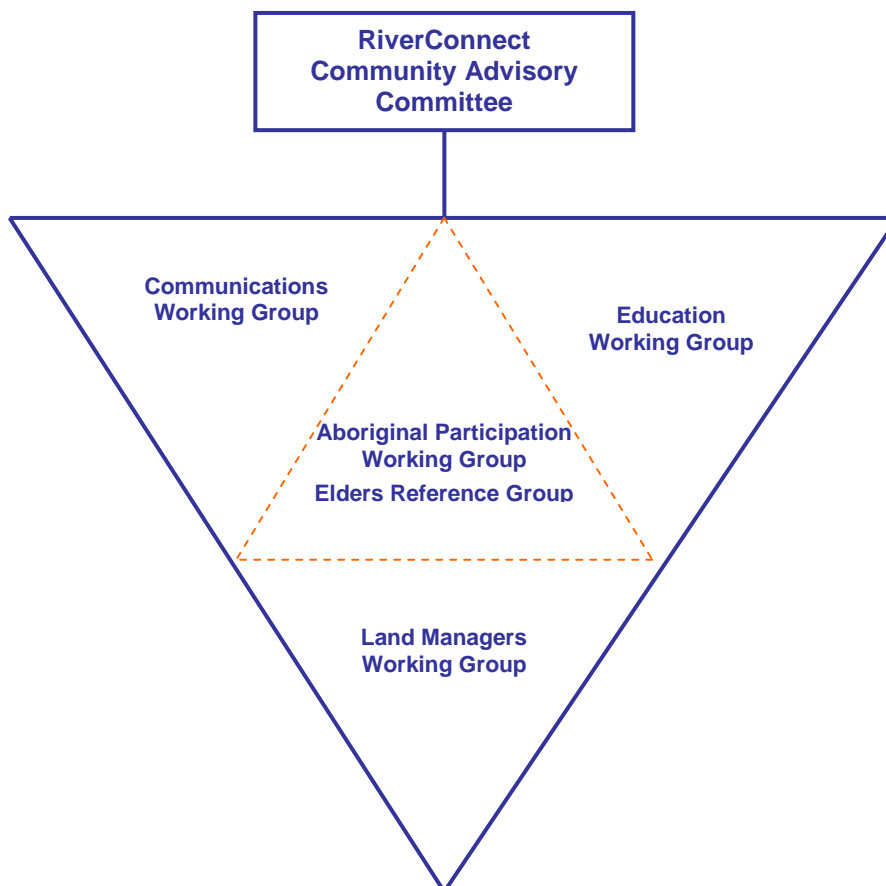 RiverConnect
Community Advisory
Committee
Communications
Working Group
Education
Working Group
Aboriginal Participation
Working Group
Elders Reference Group
Land Managers
Working Group